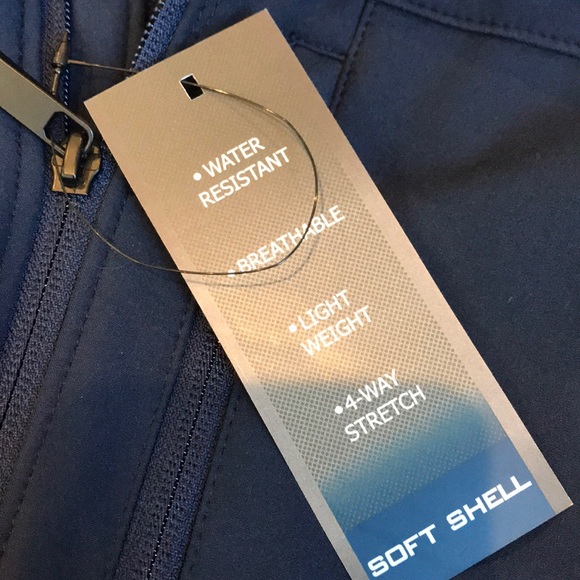 • WATER
RESISTANT
• BREATHABLE
• LIGHT
WEIGHT
• 4-WAY
STRETCH
SOFT SHELL